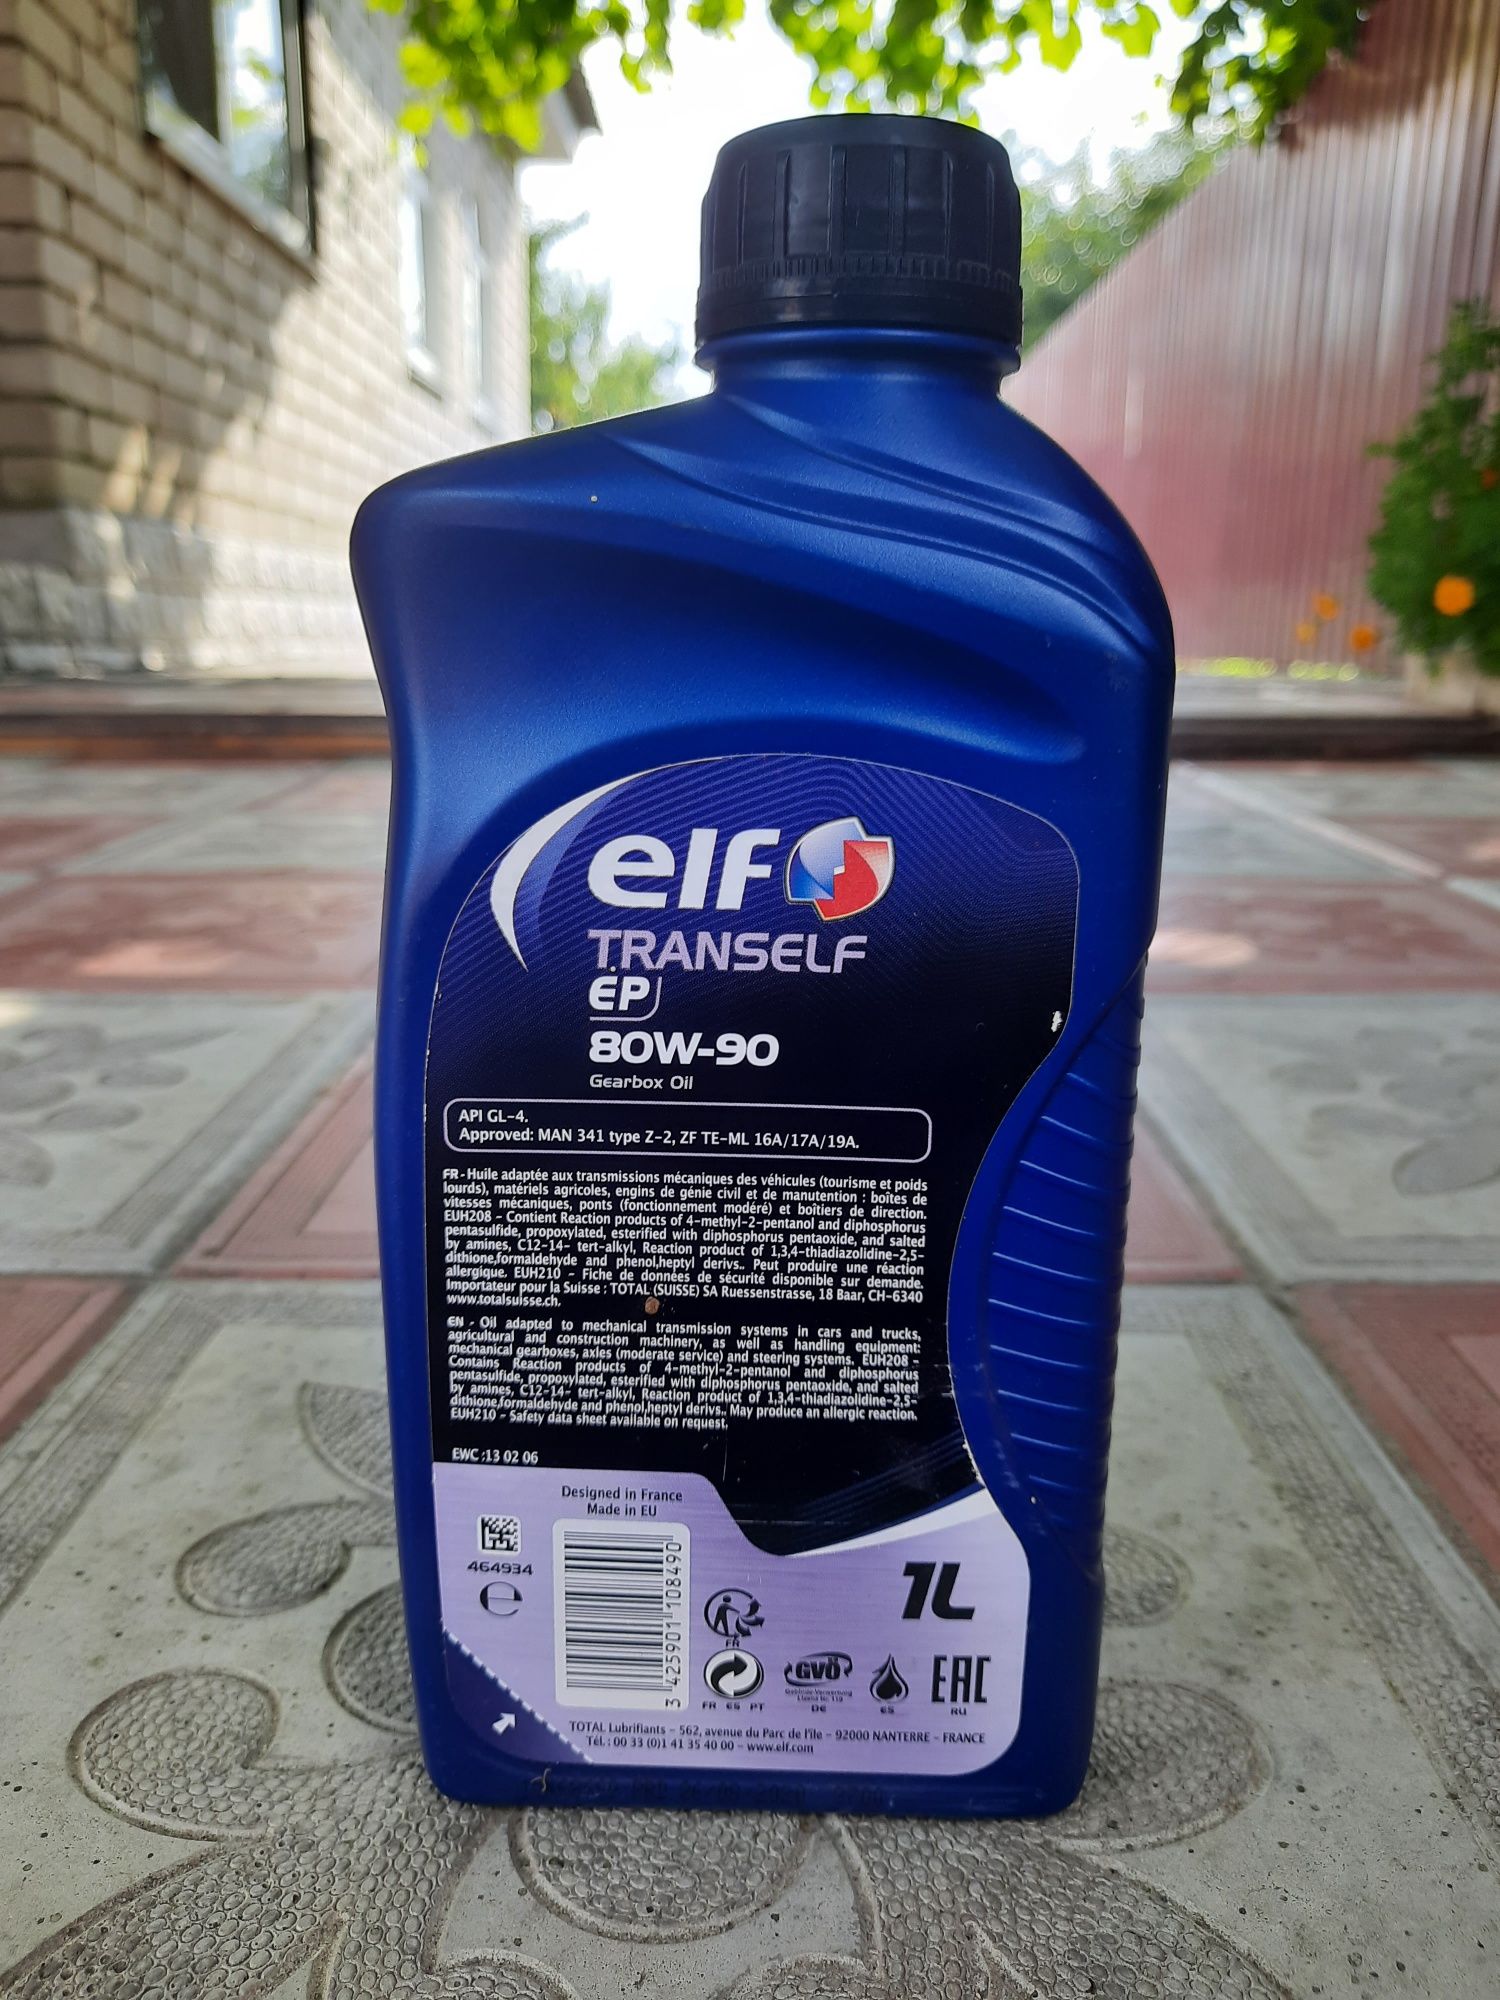 elf
TRANSELF
EP
80W-90
Gearbox Oil
API GL-4.
Approved: MAN 341 type Z-2, ZF TE-ML 16A/17A/19A.
FR - Huile adaptée aux transmissions mécaniques des véhicules (tourisme et poids
lourds), matériels agricoles, engins de génie civil et de manutention : boîtes de
vitesses mécaniques, ponts (fonctionnement modéré) et boîtiers de direction.
EUH208 - Contient Reaction products of 4-methyl-2-pentanol and diphosphorus
pentasulfide, propoxylated, esterified with diphosphorus pentaoxide, and salted
by amines, C12-14- tert-alkyl, Reaction product of 1,3,4-thiadiazolidine-2,5-
dithione,formaldehyde and phenol,heptyl derivs.. Peut produire une réaction
allergique. EUH210 - Fiche de données de sécurité disponible sur demande.
Importateur pour la Suisse : TOTAL (SUISSE) SA Ruessenstrasse, 18 Baar, CH-6340
www.totalsuisse.ch.
EN - Oil adapted to mechanical transmission systems in cars and trucks,
agricultural and construction machinery, as well as handling equipment:
mechanical gearboxes, axles (moderate service) and steering systems. EUH208 -
Contains Reaction products of 4-methyl-2-pentanol and diphosphorus
pentasulfide, propoxylated, esterified with diphosphorus pentaoxide, and salted
by amines, C12-14- tert-alkyl, Reaction product of 1,3,4-thiadiazolidine-2,5-
dithione,formaldehyde and phenol,heptyl derivs.. May produce an allergic reaction.
EUH210 - Safety data sheet available on request.
EWC :13 02 06
Designed in France
Made in EU
464934
e
3 425901 108490
1L
FR
FR ES PT
GVÖ
DE
ES
EAC
RU
TOTAL Lubrifiants - 562, avenue du Parc de l'île - 92000 NANTERRE - FRANCE
Tél. : 00 33 (0)1 41 35 40 00 - www.elf.com